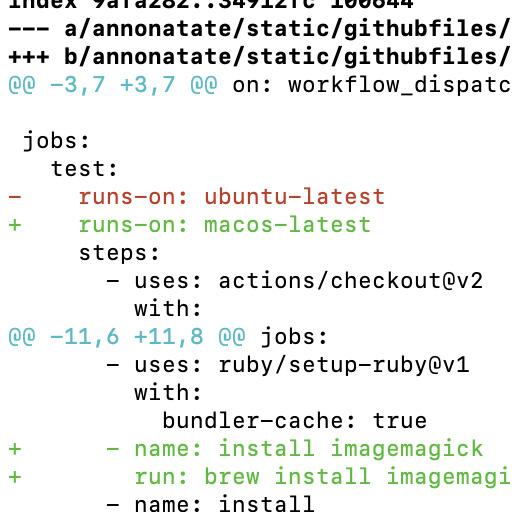 index 9afa282..34912fc 100644
--- a/annonatate/static/githubfiles/
+++ b/annonatate/static/githubfiles/
@@ -3,7 +3,7 @@ on: workflow_dispatc
 jobs:
   test:
-    runs-on: ubuntu-latest
+    runs-on: macos-latest
     steps:
       - uses: actions/checkout@v2
         with:
@@ -11,6 +11,8 @@ jobs:
       - uses: ruby/setup-ruby@v1
         with:
           bundler-cache: true
+      - name: install imagemagick
+        run: brew install imagemagi
       - name: install